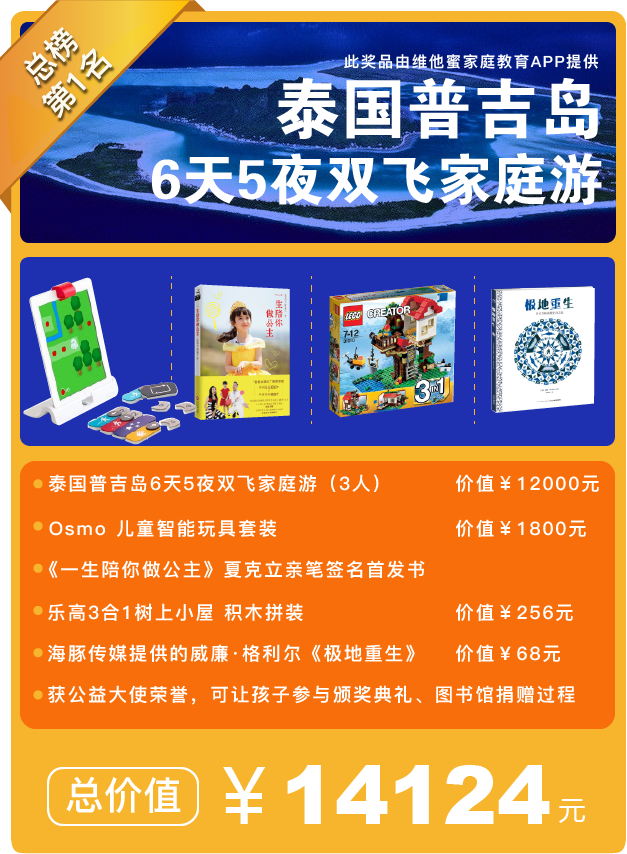 总榜
第1名
此奖品由维他蜜家庭教育APP提供
泰国普吉岛
6天5夜双飞家庭游
一生陪你
做公主
LEGO
CREATOR
7-12
3in1
极地重生
泰国普吉岛6天5夜双飞家庭游（3人） 价值￥12000元
Osmo 儿童智能玩具套装 价值￥1800元
《一生陪你做公主》夏克立亲笔签名首发书
乐高3合1树上小屋 积木拼装 价值￥256元
海豚传媒提供的威廉·格利尔《极地重生》 价值￥68元
获公益大使荣誉，可让孩子参与颁奖典礼、图书馆捐赠过程
总价值 ￥14124元